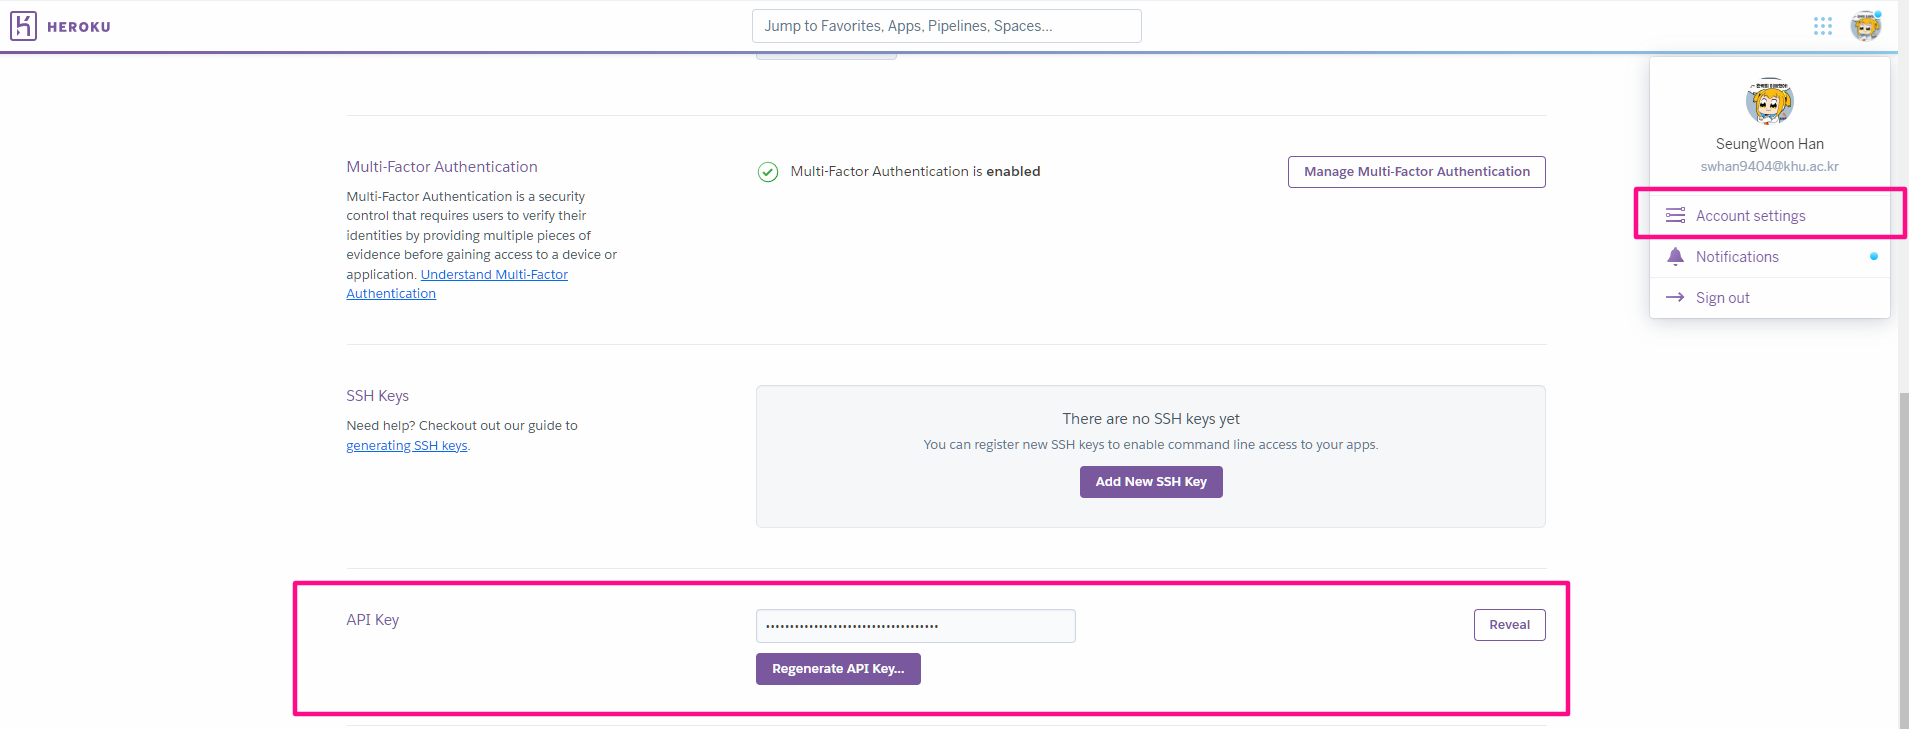 HEROKU
Jump to Favorites, Apps, Pipelines, Spaces...
SeungWoon Han
swhan9404@khu.ac.kr
Account settings
Notifications
Sign out
Multi-Factor Authentication
Multi-Factor Authentication is a security
control that requires users to verify their
identities by providing multiple pieces of
evidence before gaining access to a device or
application. Understand Multi-Factor
Authentication
Multi-Factor Authentication is enabled
Manage Multi-Factor Authentication
SSH Keys
Need help? Checkout out our guide to
generating SSH keys.
There are no SSH keys yet
You can register new SSH keys to enable command line access to your apps.
Add New SSH Key
API Key
Reveal
Regenerate API Key...